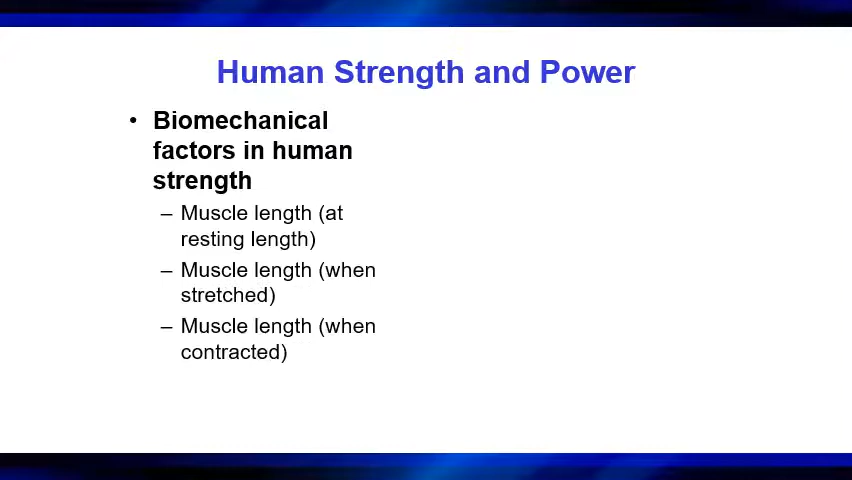 Human Strength and Power
• Biomechanical
factors in human
strength
– Muscle length (at
resting length)
– Muscle length (when
stretched)
– Muscle length (when
contracted)